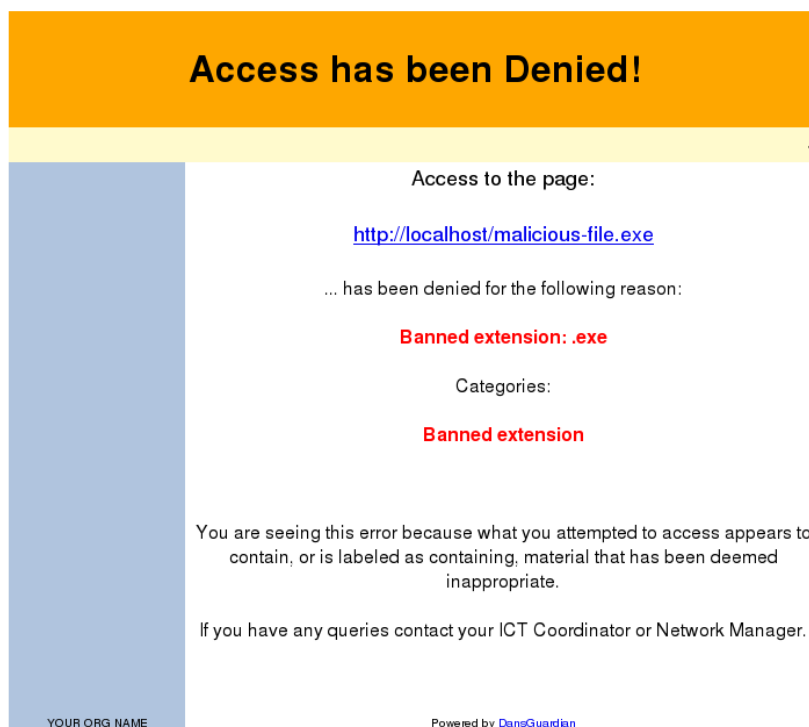 Access has been Denied!
Access to the page:
http://localhost/malicious-file.exe
... has been denied for the following reason:
Banned extension: .exe
Categories:
Banned extension
You are seeing this error because what you attempted to access appears to
contain, or is labeled as containing, material that has been deemed
inappropriate.
If you have any queries contact your ICT Coordinator or Network Manager.
YOUR ORG NAME
Powered by DansGuardian